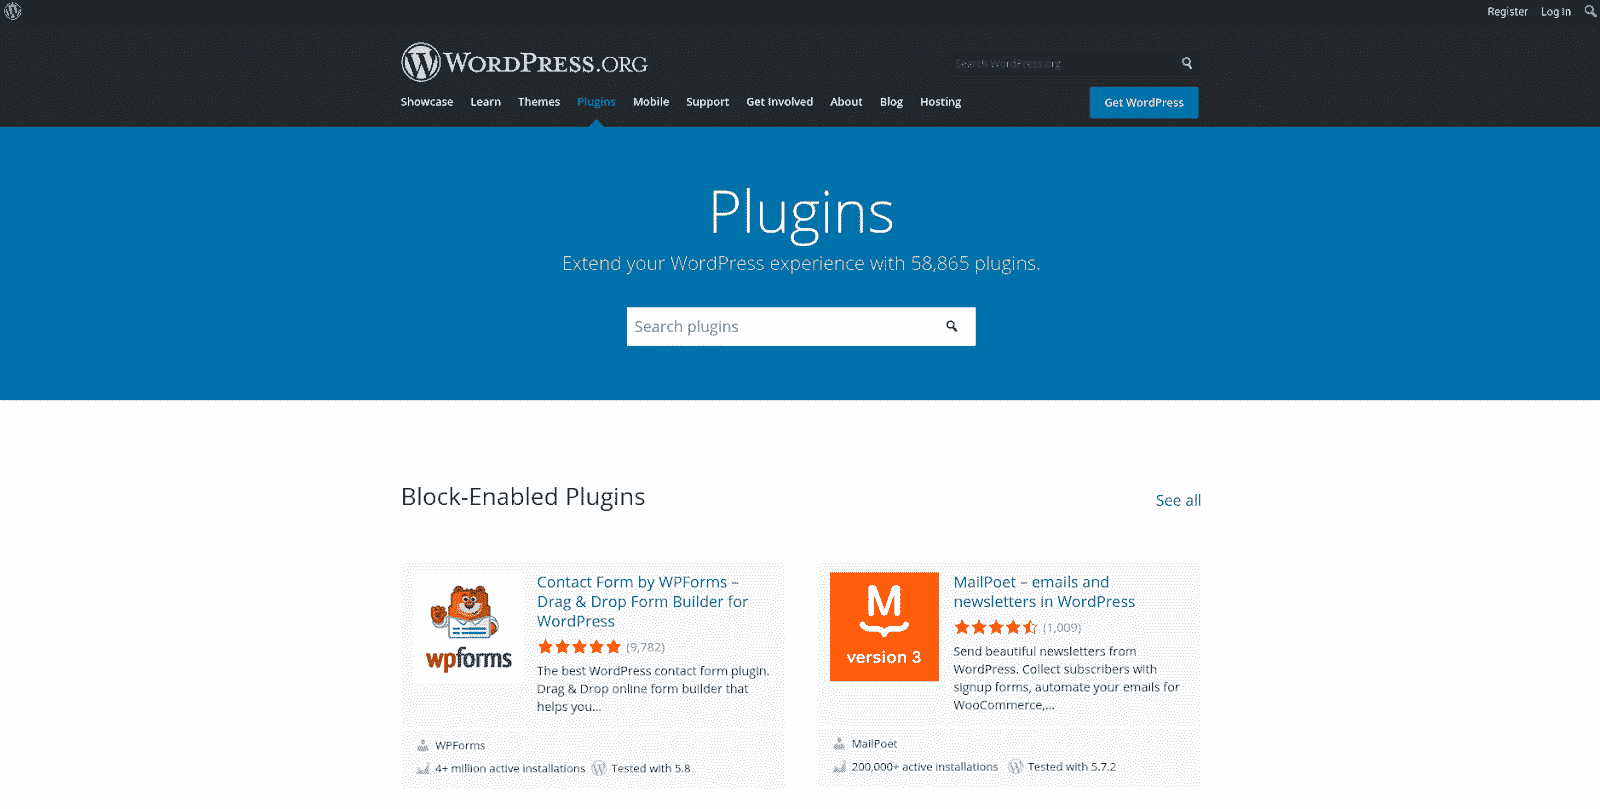 Register Log In
WORDPRESS.ORG
Search WordPress.org
Showcase Learn Themes Plugins Mobile Support Get Involved About Blog Hosting
Get WordPress
Plugins
Extend your WordPress experience with 58,865 plugins.
Search plugins
Block-Enabled Plugins
See all
wpforms
Contact Form by WPForms –
Drag & Drop Form Builder for
WordPress
(9,782)
The best WordPress contact form plugin.
Drag & Drop online form builder that
helps you...
WPForms
4+ million active installations Tested with 5.8
M
version 3
MailPoet – emails and
newsletters in WordPress
(1,009)
Send beautiful newsletters from
WordPress. Collect subscribers with
signup forms, automate your emails for
WooCommerce,...
MailPoet
200,000+ active installations Tested with 5.7.2